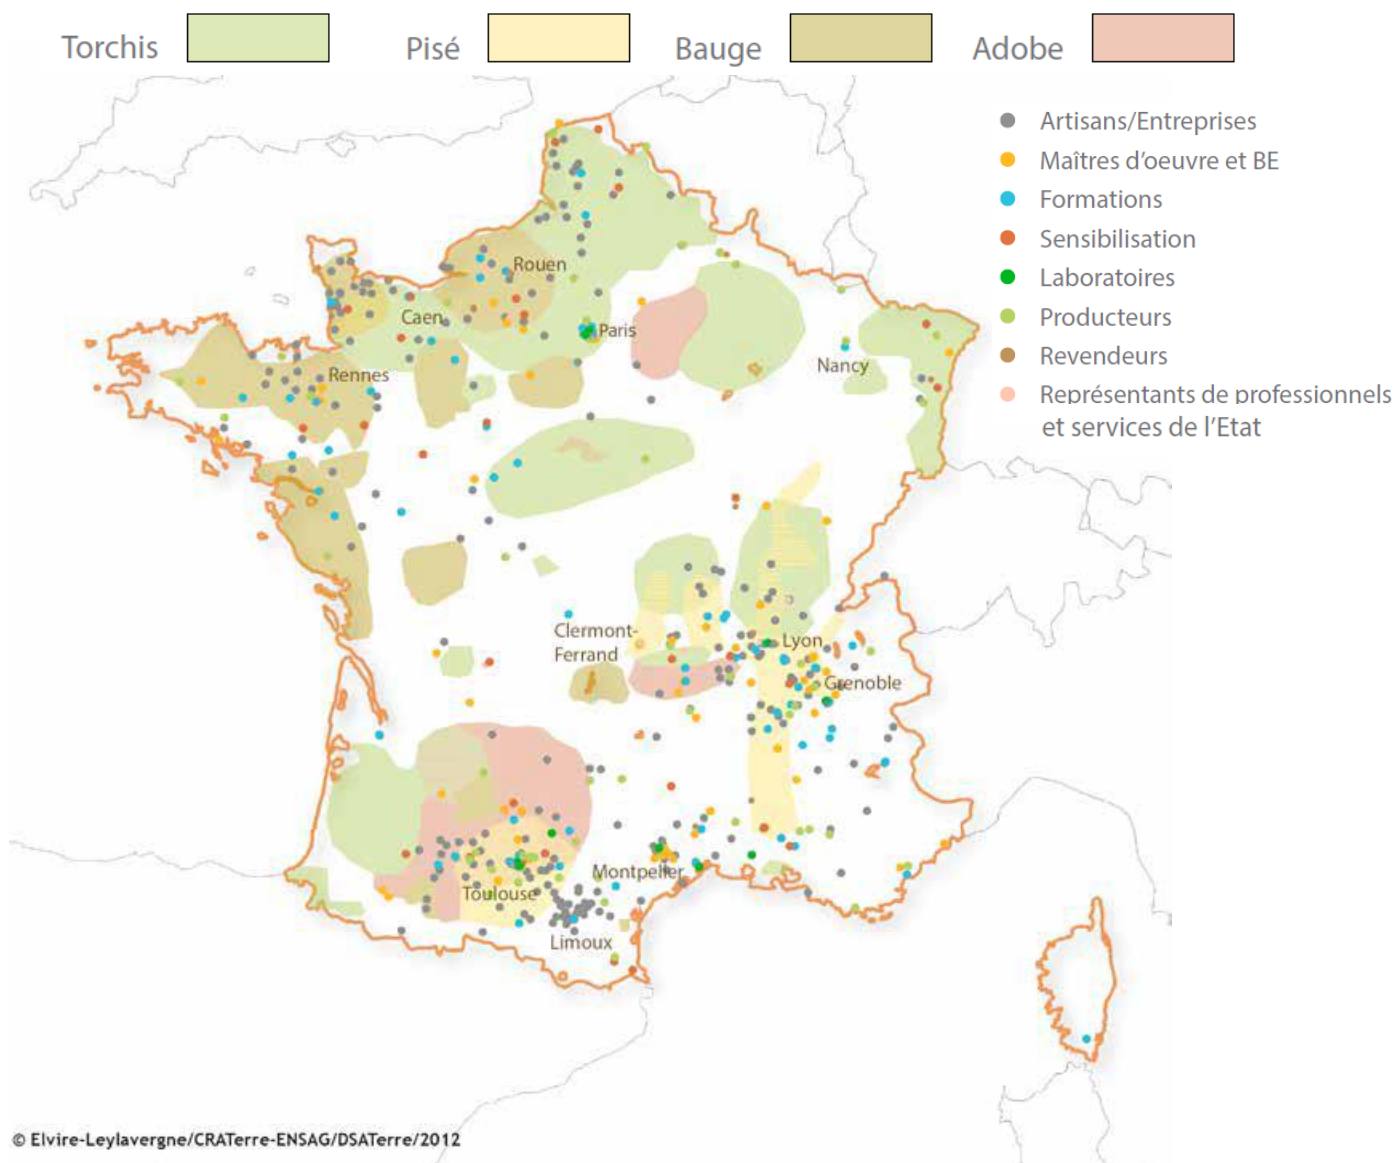 Torchis
Pisé
Bauge
Adobe
Artisans/Entreprises
Maîtres d'oeuvre et BE
Formations
Sensibilisation
Laboratoires
Producteurs
Revendeurs
Représentants de professionnels
et services de l'Etat
Rouen
Caen
Paris
Nancy
Rennes
Clermont-
Ferrand
Lyon
Grenoble
Montpelier
Toulouse
Limoux
© Elvire-Leylavergne/CRATerre-ENSAG/DSATerre/2012